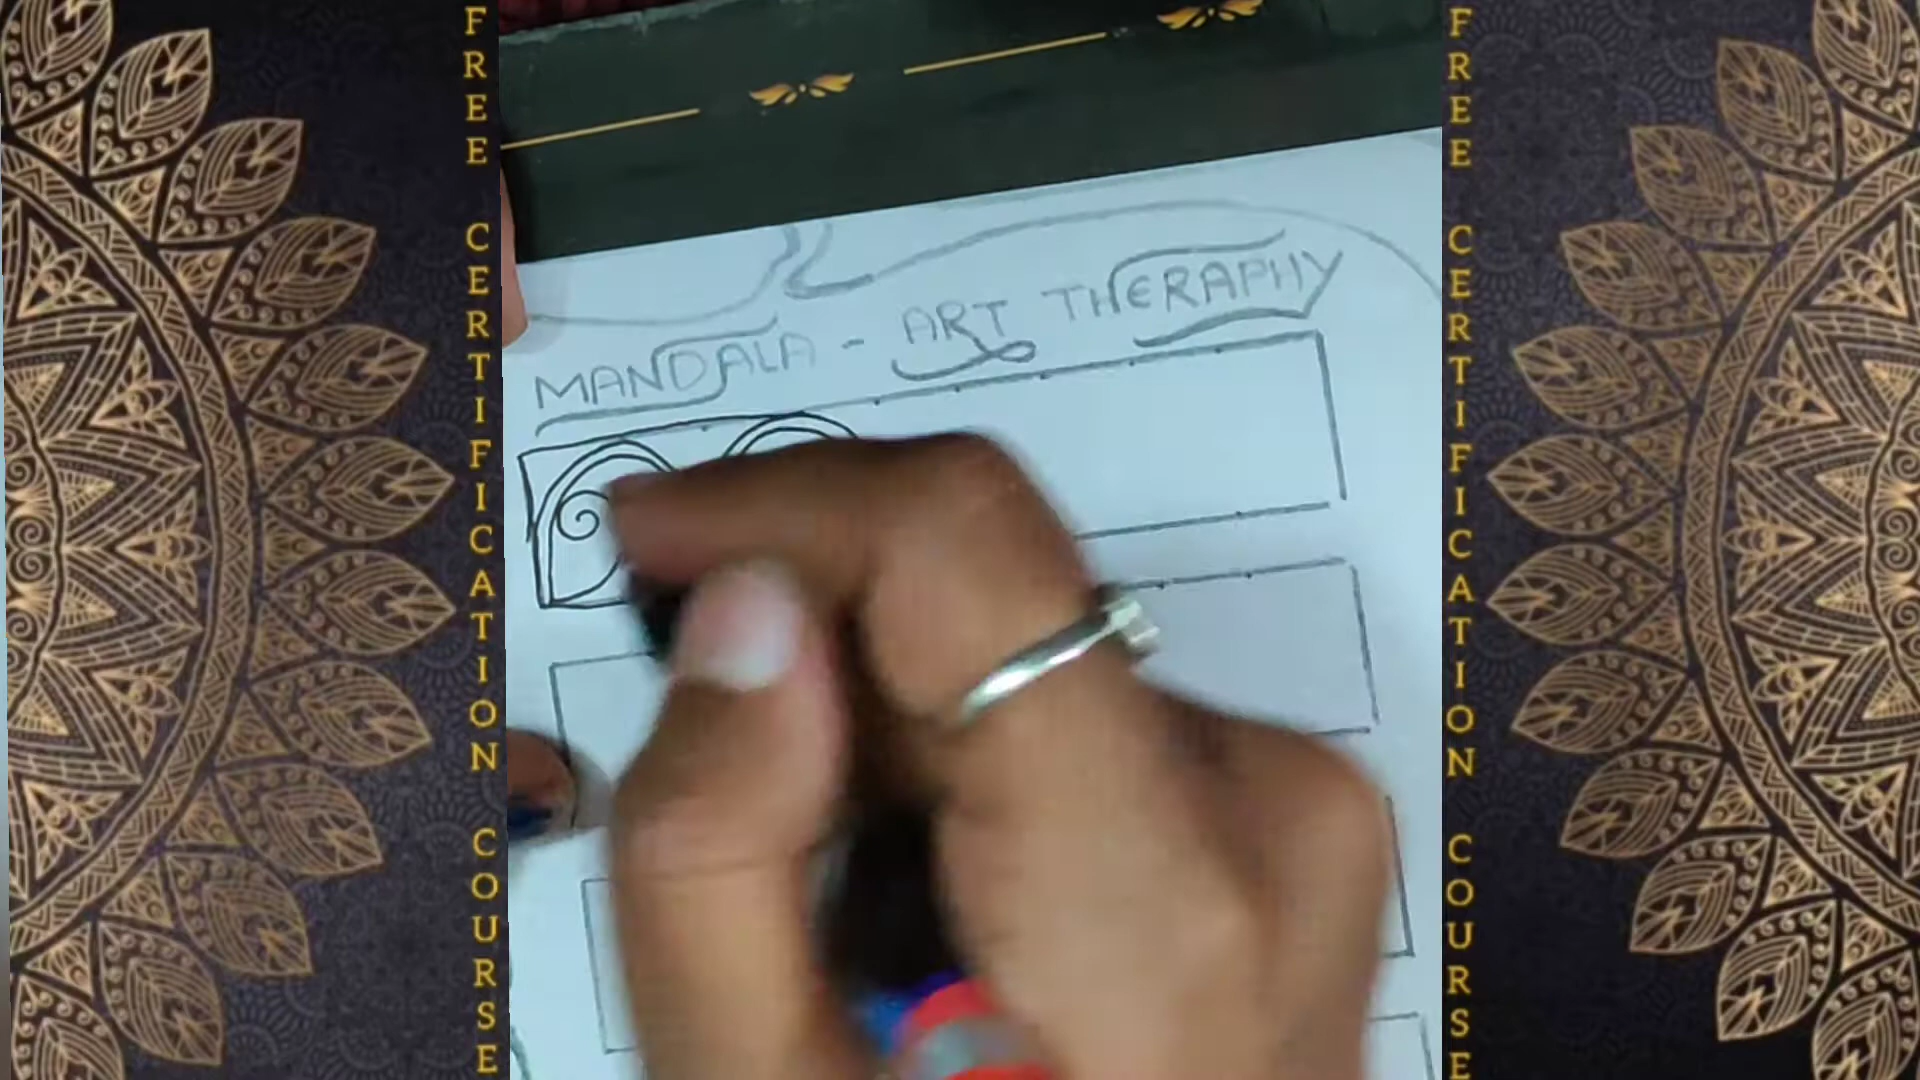 FREE CERTIFICATION COURSE
MANDALA - ART THERAPHY
FREE CERTIFICATION COURSE